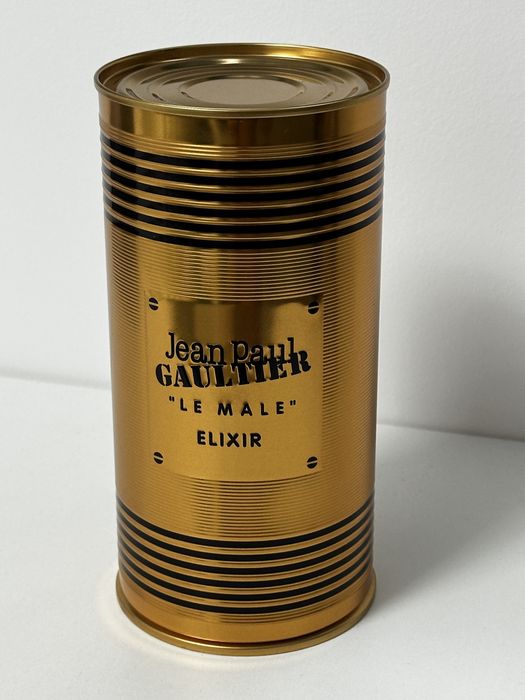 Jean Paul
GAULTIER
"LE MALE"
ELIXIR